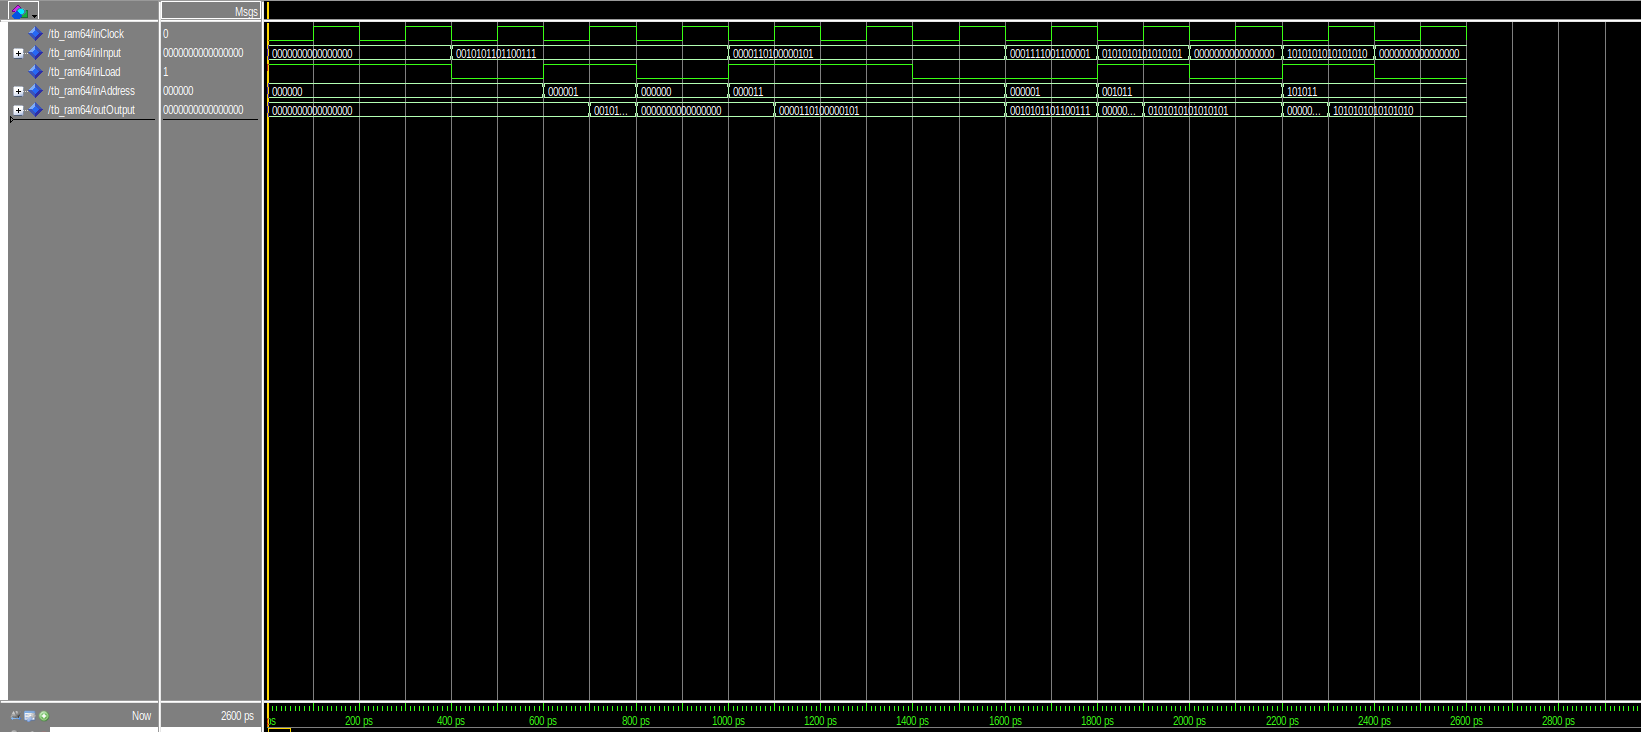 Msgs
/tb_ram64/inClock 0
/tb_ram64/inInput 0000000000000000 0000000000000000 0010101101100111 0000110100000101 0001111001100001 0101010101010101 0000000000000000 1010101010101010 0000000000000000
/tb_ram64/inLoad 1
/tb_ram64/inAddress 000000 000000 000001 000000 000011 000001 001011 101011
/tb_ram64/outOutput 0000000000000000 0000000000000000 00101... 0000000000000000 0000110100000101 0010101101100111 00000... 0101010101010101 00000... 1010101010101010
Now 2600 ps ps 200 ps 400 ps 600 ps 800 ps 1000 ps 1200 ps 1400 ps 1600 ps 1800 ps 2000 ps 2200 ps 2400 ps 2600 ps 2800 ps